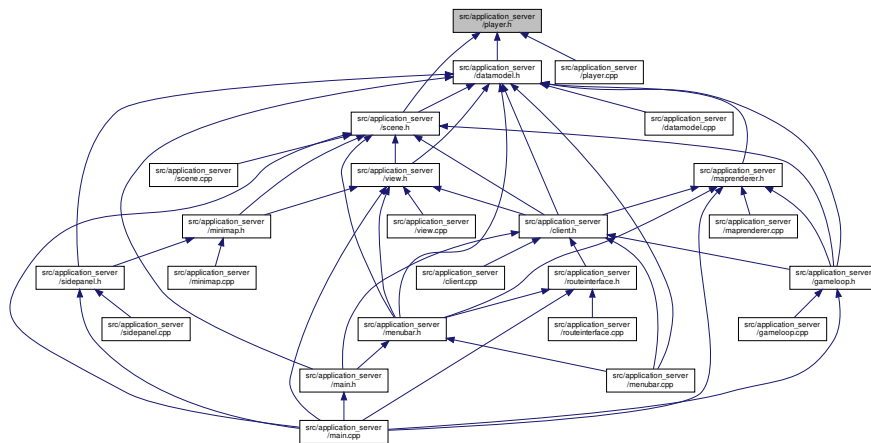 src/application_server
/player.h
src/application_server
/datamodel.h
src/application_server
/player.cpp
src/application_server
/scene.h
src/application_server
/datamodel.cpp
src/application_server
/scene.cpp
src/application_server
/view.h
src/application_server
/maprenderer.h
src/application_server
/minimap.h
src/application_server
/view.cpp
src/application_server
/client.h
src/application_server
/maprenderer.cpp
src/application_server
/sidepanel.h
src/application_server
/minimap.cpp
src/application_server
/client.cpp
src/application_server
/routeinterface.h
src/application_server
/gameloop.h
src/application_server
/sidepanel.cpp
src/application_server
/menubar.h
src/application_server
/routeinterface.cpp
src/application_server
/gameloop.cpp
src/application_server
/main.h
src/application_server
/menubar.cpp
src/application_server
/main.cpp